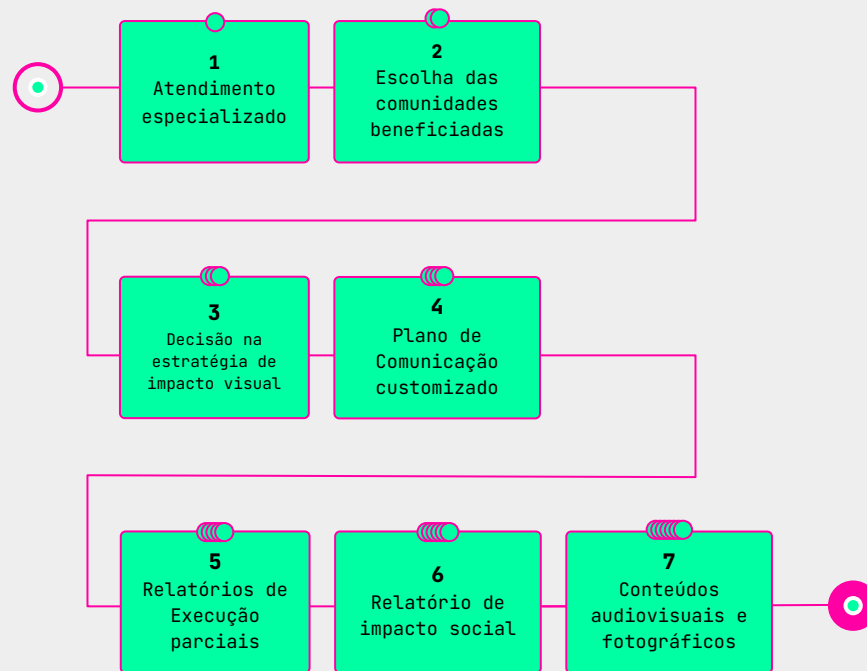 1
Atendimento
especializado
2
Escolha das
comunidades
beneficiadas
3
Decisão na
estratégia de
impacto visual
4
Plano de
Comunicação
customizado
5
Relatórios de
Execução
parciais
6
Relatório de
impacto social
7
Conteúdos
audiovisuais e
fotográficos